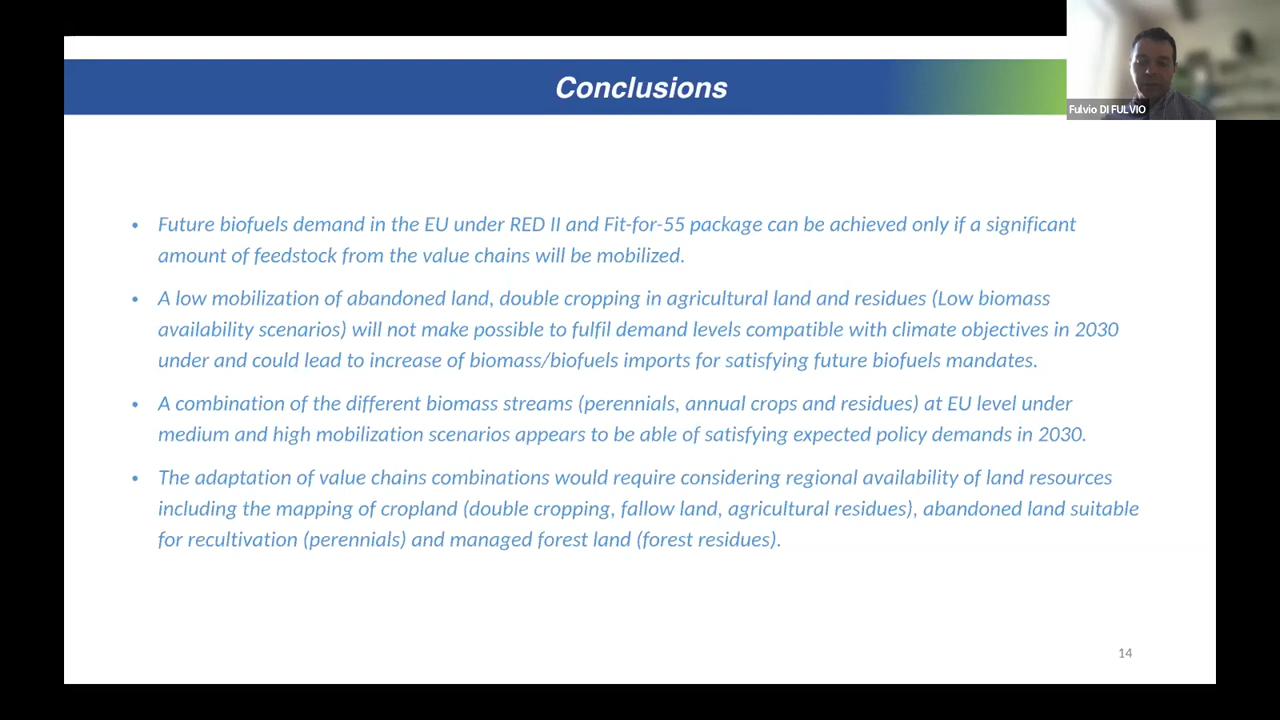 Conclusions
Fulvio DI FULVIO
• Future biofuels demand in the EU under RED II and Fit-for-55 package can be achieved only if a significant
amount of feedstock from the value chains will be mobilized.
• A low mobilization of abandoned land, double cropping in agricultural land and residues (Low biomass
availability scenarios) will not make possible to fulfil demand levels compatible with climate objectives in 2030
under and could lead to increase of biomass/biofuels imports for satisfying future biofuels mandates.
• A combination of the different biomass streams (perennials, annual crops and residues) at EU level under
medium and high mobilization scenarios appears to be able of satisfying expected policy demands in 2030.
• The adaptation of value chains combinations would require considering regional availability of land resources
including the mapping of cropland (double cropping, fallow land, agricultural residues), abandoned land suitable
for recultivation (perennials) and managed forest land (forest residues).
14